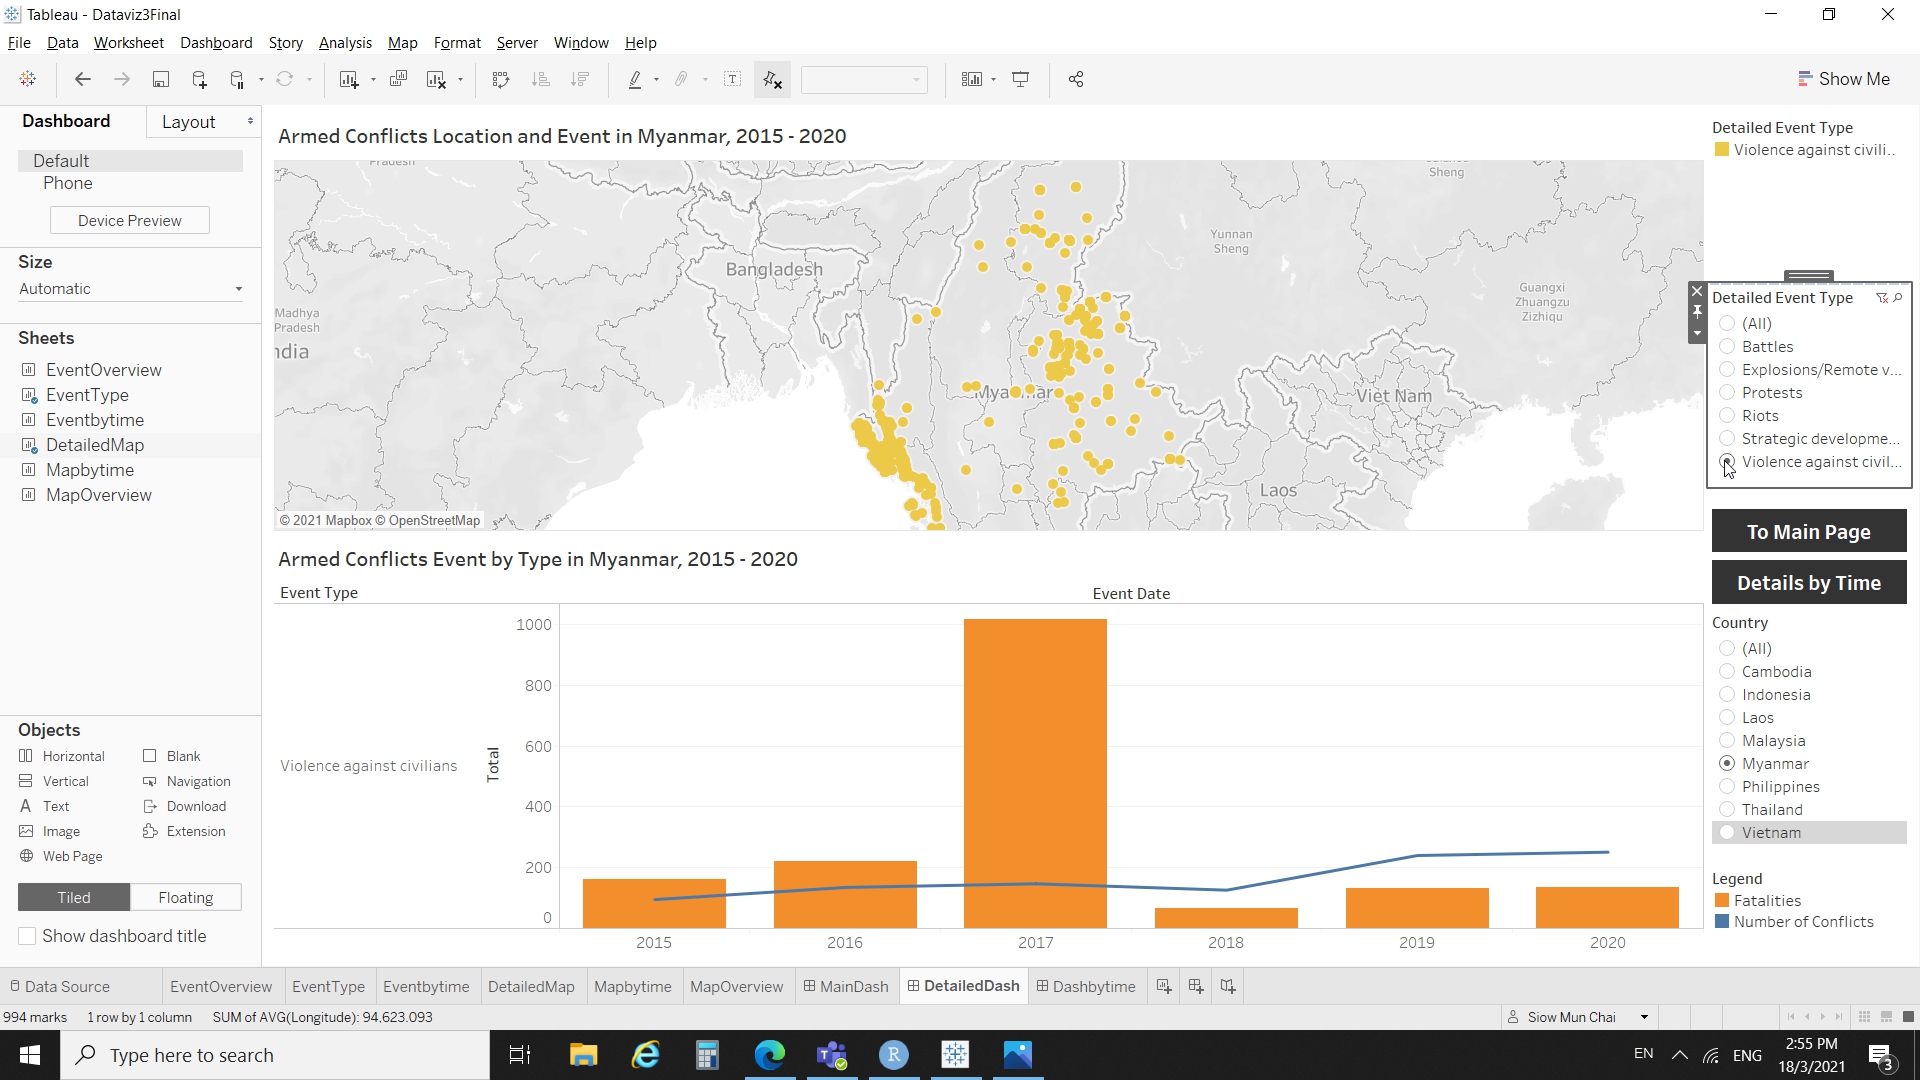 Tableau - Dataviz3Final
File Data Worksheet Dashboard Story Analysis Map Format Server Window Help
Show Me
Dashboard Layout
Default
Phone
Device Preview
Size
Automatic
Sheets
EventOverview
EventType
Eventbytime
DetailedMap
Mapbytime
MapOverview
Objects
Horizontal Blank
Vertical Navigation
Text Download
Image Extension
Web Page
Tiled Floating
Show dashboard title
Armed Conflicts Location and Event in Myanmar, 2015 - 2020
Pradesh
Sheng
Yunnan
Sheng
Bangladesh
Guangxi
Zhuangzu
Zizhiqu
Madhya
Pradesh
ndia
Myanmar
Viet Nam
Laos
© 2021 Mapbox © OpenStreetMap
Armed Conflicts Event by Type in Myanmar, 2015 - 2020
Event Type Event Date
1000
800
600
400
200
0
Total
Violence against civilians
2015 2016 2017 2018 2019 2020
Detailed Event Type
Violence against civili..
Detailed Event Type
(All)
Battles
Explosions/Remote v...
Protests
Riots
Strategic developme...
Violence against civil...
To Main Page
Details by Time
Country
(All)
Cambodia
Indonesia
Laos
Malaysia
Myanmar
Philippines
Thailand
Vietnam
Legend
Fatalities
Number of Conflicts
Data Source EventOverview EventType Eventbytime DetailedMap Mapbytime MapOverview MainDash DetailedDash Dashbytime
994 marks 1 row by 1 column SUM of AVG(Longitude): 94,623.093 Siow Mun Chai
Type here to search
R
EN ENG
2:55 PM
18/3/2021
3